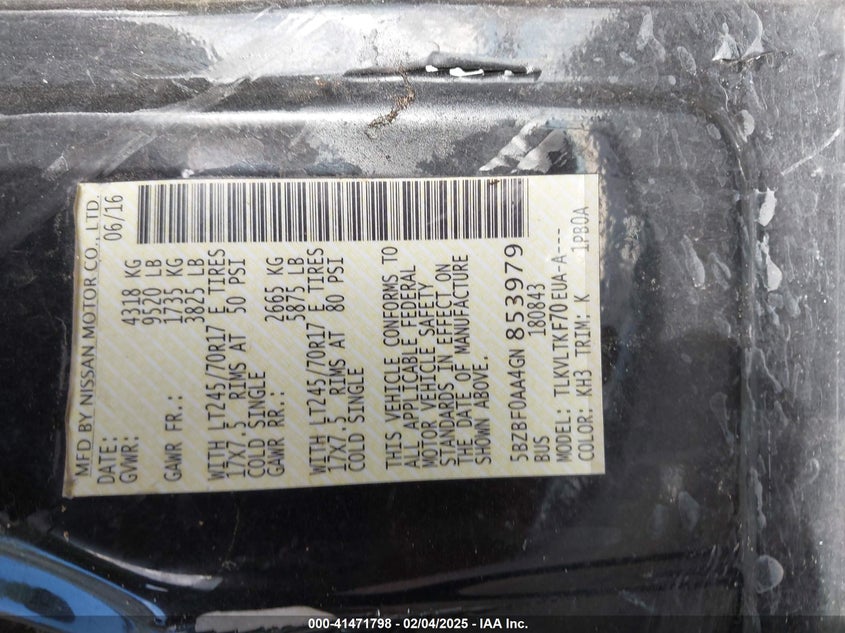 MFD BY NISSAN MOTOR CO., LTD.
DATE: 06/16
GVWR: 4318 KG
9520 LB
GAWR FR.: 1735 KG
3825 LB
WITH LT245/70R17 E TIRES
17X7.5 RIMS AT 50 PSI
COLD SINGLE
GAWR RR.: 2665 KG
5875 LB
WITH LT245/70R17 E TIRES
17X7.5 RIMS AT 80 PSI
COLD SINGLE
THIS VEHICLE CONFORMS TO
ALL APPLICABLE FEDERAL
MOTOR VEHICLE SAFETY
STANDARDS IN EFFECT ON
THE DATE OF MANUFACTURE
SHOWN ABOVE.
5BZBF0AA4GN853979
BUS 180843
MODEL: TLKVLTKF70EUA-A---
COLOR: KH3 TRIM: K 1PB0A
000-41471798 - 02/04/2025 - IAA Inc.